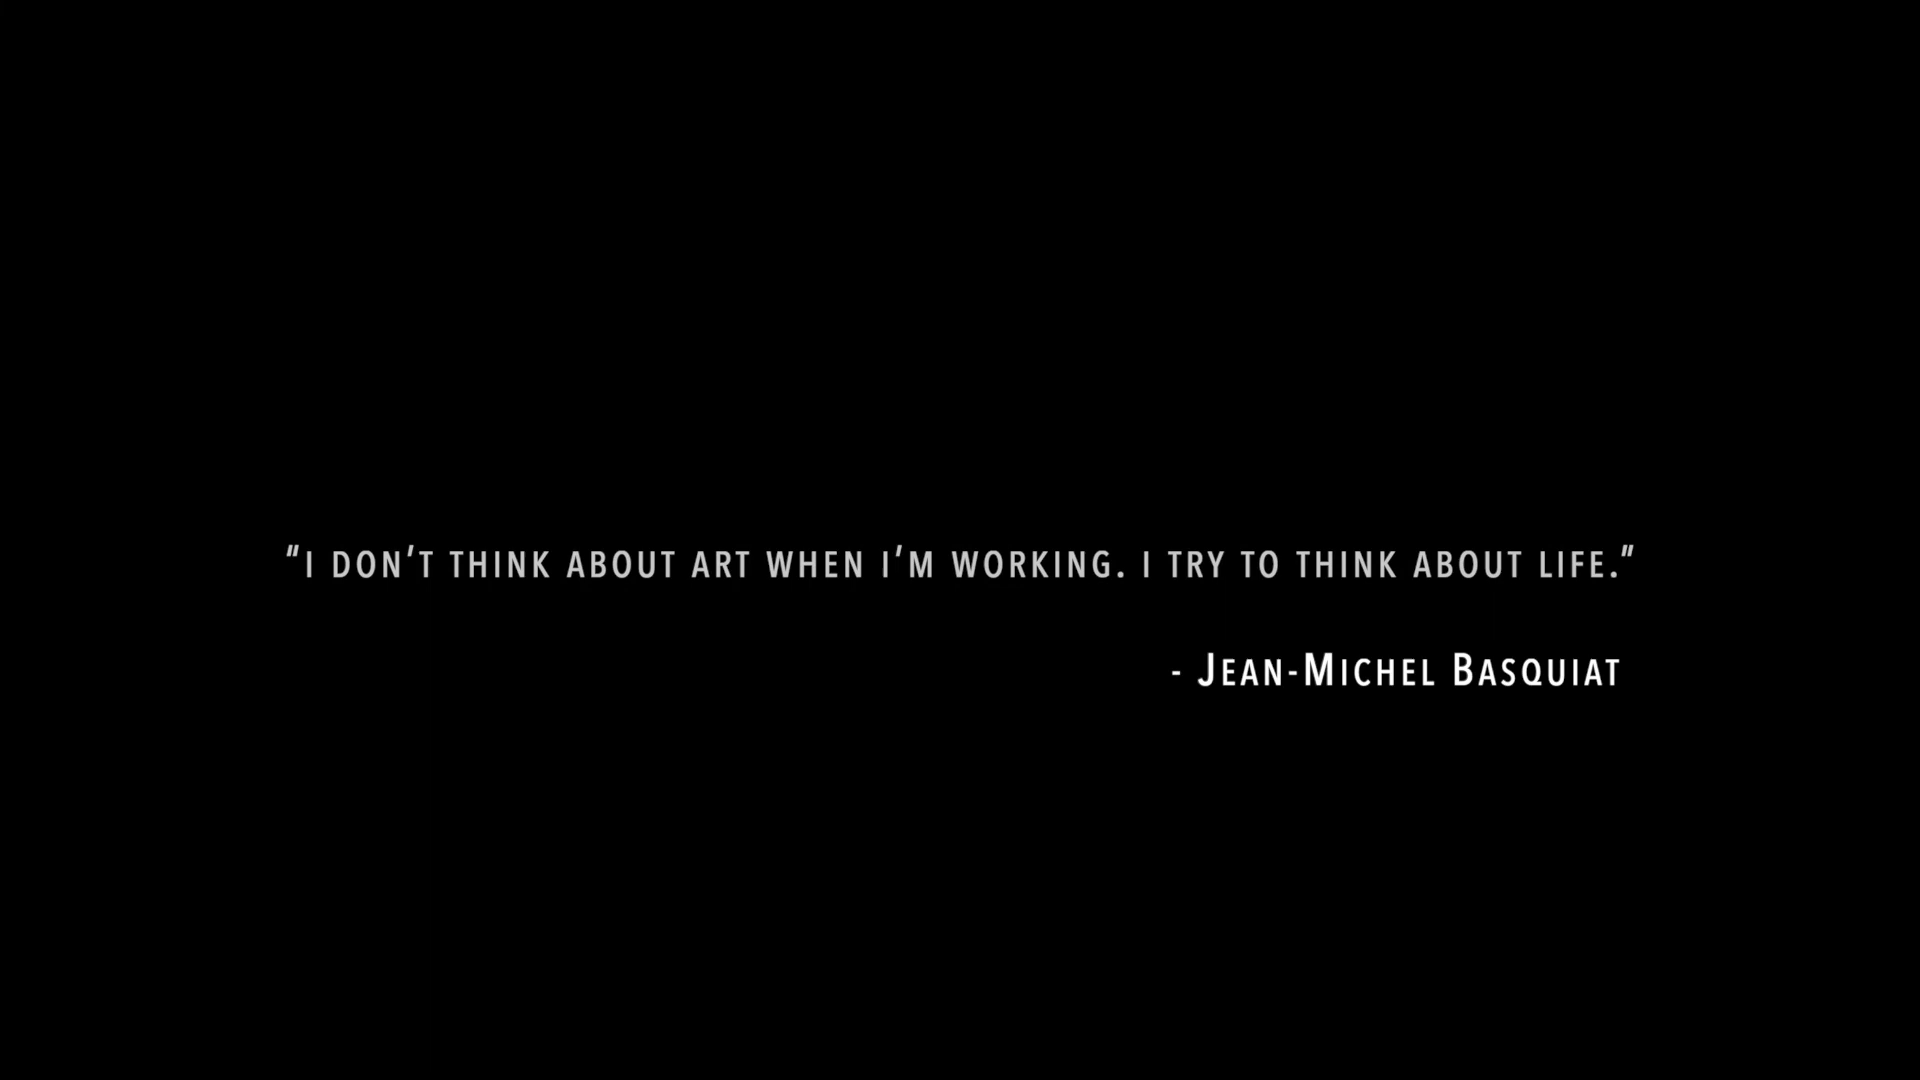 “I DON’T THINK ABOUT ART WHEN I’M WORKING. I TRY TO THINK ABOUT LIFE.”
- JEAN-MICHEL BASQUIAT